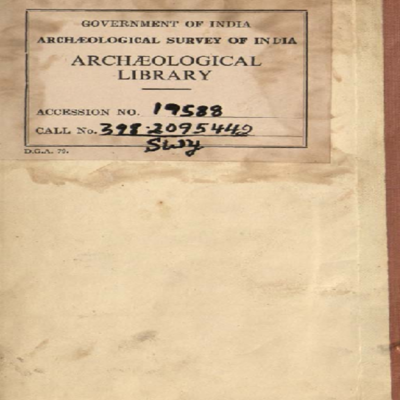 GOVERNMENT OF INDIA
ARCHÆOLOGICAL SURVEY OF INDIA
ARCHÆOLOGICAL
LIBRARY
ACCESSION NO. 19588
CALL No. 398.2095442
Swy
D.G.A. 79.